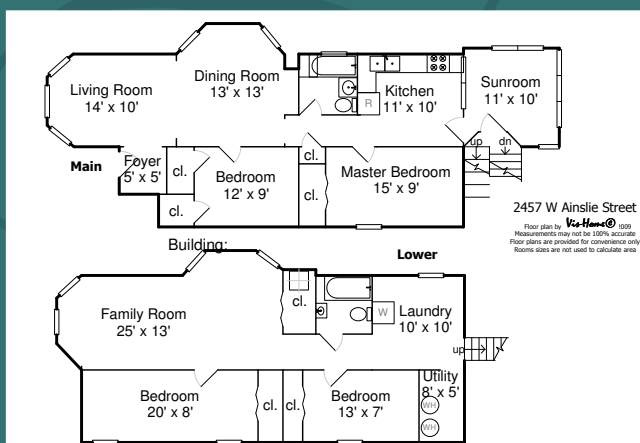 Living Room
14' x 10'
Dining Room
13' x 13'
Kitchen
11' x 10'
R
Sunroom
11' x 10'
Main
Foyer
5' x 5'
cl.
cl.
Bedroom
12' x 9'
cl.
cl.
Master Bedroom
15' x 9'
up
dn
2457 W Ainslie Street
Floor plan by VisHome®
Measurements may not be 100% accurate
Floor plans are provided for convenience only
Rooms sizes are not used to calculate area
Building:
Lower
Family Room
25' x 13'
cl.
W
Laundry
10' x 10'
up
Utility
8' x 5'
WH
WH
Bedroom
20' x 8'
cl.
cl.
Bedroom
13' x 7'